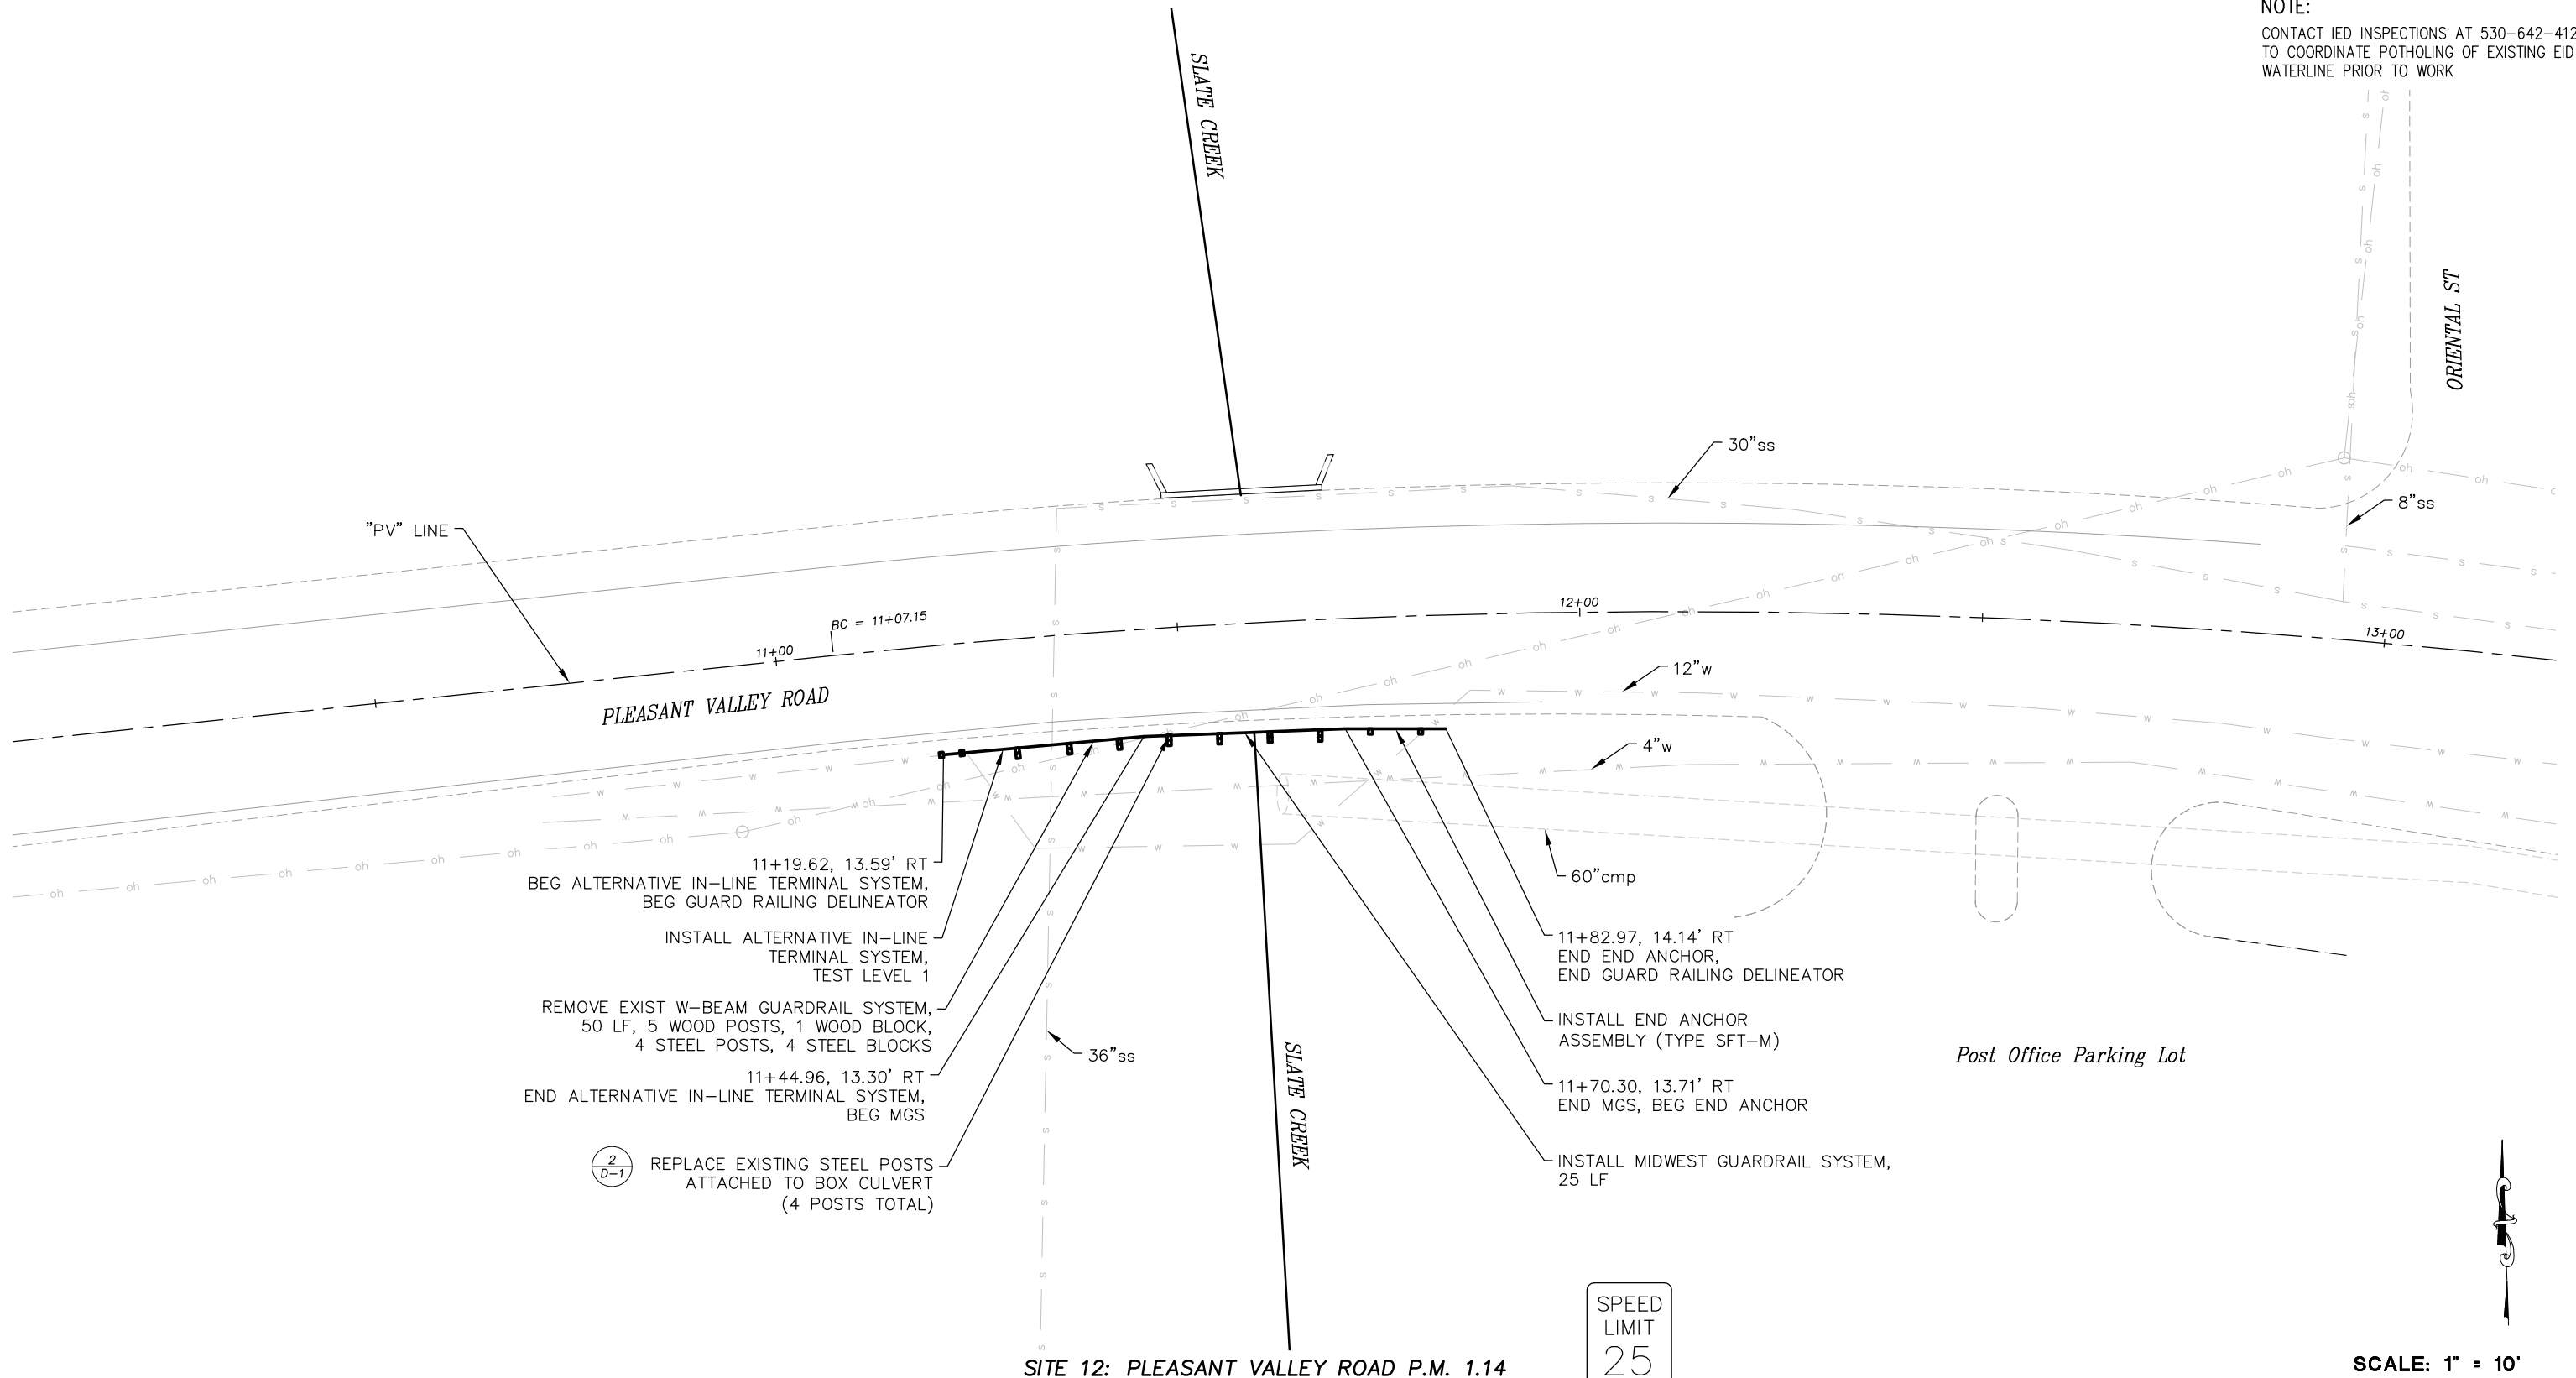 NOTE:
CONTACT IED INSPECTIONS AT 530-642-412
TO COORDINATE POTHOLING OF EXISTING EID
WATERLINE PRIOR TO WORK
SLATE CREEK
ORIENTAL ST
30"ss
8"ss
"PV" LINE
BC = 11+07.15
11+00
12+00
13+00
PLEASANT VALLEY ROAD
12"w
4"w
60"cmp
11+19.62, 13.59' RT
BEG ALTERNATIVE IN-LINE TERMINAL SYSTEM,
BEG GUARD RAILING DELINEATOR
INSTALL ALTERNATIVE IN-LINE
TERMINAL SYSTEM,
TEST LEVEL 1
REMOVE EXIST W-BEAM GUARDRAIL SYSTEM,
50 LF, 5 WOOD POSTS, 1 WOOD BLOCK,
4 STEEL POSTS, 4 STEEL BLOCKS
11+44.96, 13.30' RT
END ALTERNATIVE IN-LINE TERMINAL SYSTEM,
BEG MGS
2
D-1
REPLACE EXISTING STEEL POSTS
ATTACHED TO BOX CULVERT
(4 POSTS TOTAL)
36"ss
SLATE CREEK
11+82.97, 14.14' RT
END END ANCHOR,
END GUARD RAILING DELINEATOR
INSTALL END ANCHOR
ASSEMBLY (TYPE SFT-M)
11+70.30, 13.71' RT
END MGS, BEG END ANCHOR
INSTALL MIDWEST GUARDRAIL SYSTEM,
25 LF
Post Office Parking Lot
SPEED
LIMIT
25
SITE 12: PLEASANT VALLEY ROAD P.M. 1.14
SCALE: 1" = 10'